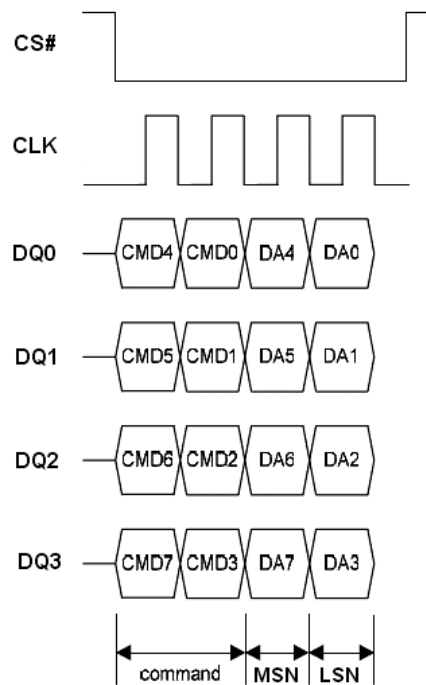 CS#
CLK
DQ0 CMD4 CMD0 DA4 DA0
DQ1 CMD5 CMD1 DA5 DA1
DQ2 CMD6 CMD2 DA6 DA2
DQ3 CMD7 CMD3 DA7 DA3
command MSN LSN